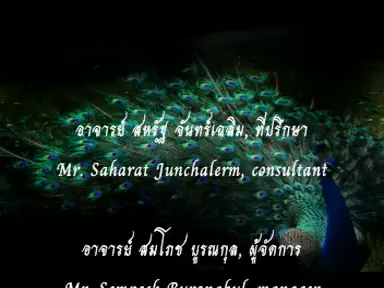 อาจารย์ สหรัฐ จันทร์เฉลิม, ที่ปรึกษา
Mr. Saharat Junchalerm, consultant
อาจารย์ สมโภช บูรณกุล, ผู้จัดการ
Mr.